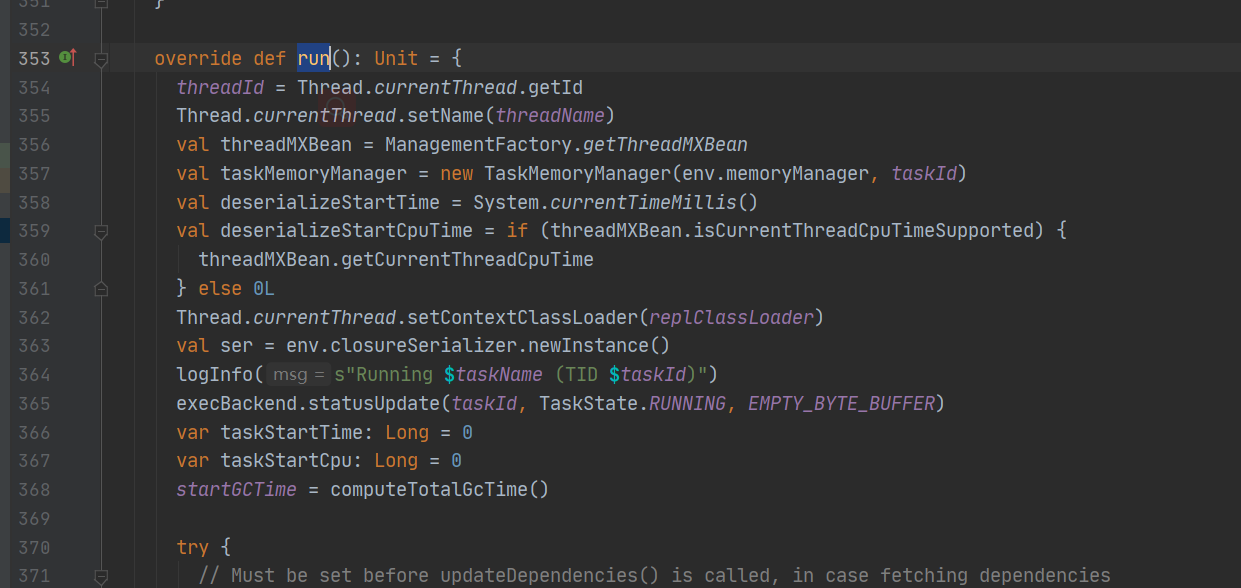 351 }
352
353 override def run(): Unit = {
354 threadId = Thread.currentThread.getId
355 Thread.currentThread.setName(threadName)
356 val threadMXBean = ManagementFactory.getThreadMXBean
357 val taskMemoryManager = new TaskMemoryManager(env.memoryManager, taskId)
358 val deserializeStartTime = System.currentTimeMillis()
359 val deserializeStartCpuTime = if (threadMXBean.isCurrentThreadCpuTimeSupported) {
360 threadMXBean.getCurrentThreadCpuTime
361 } else 0L
362 Thread.currentThread.setContextClassLoader(replClassLoader)
363 val ser = env.closureSerializer.newInstance()
364 logInfo( msg = s"Running $taskName (TID $taskId)")
365 execBackend.statusUpdate(taskId, TaskState.RUNNING, EMPTY_BYTE_BUFFER)
366 var taskStartTime: Long = 0
367 var taskStartCpu: Long = 0
368 startGCTime = computeTotalGcTime()
369
370 try {
371 // Must be set before updateDependencies() is called, in case fetching dependencies